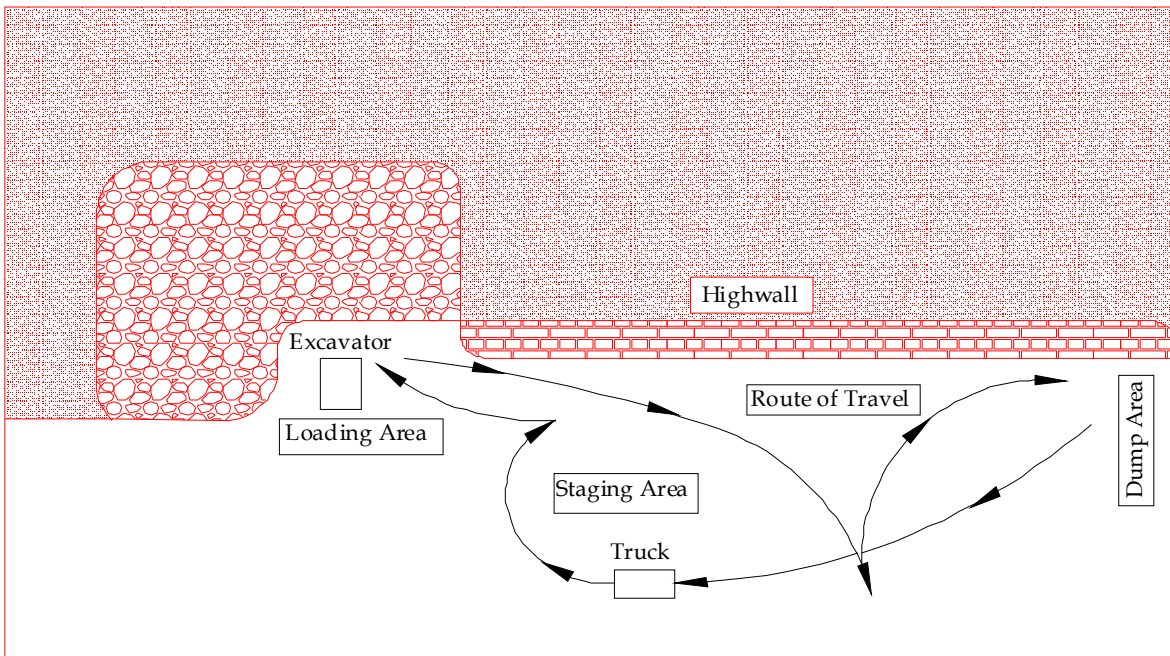 Highwall
Excavator
Route of Travel
Loading Area
Dump Area
Staging Area
Truck